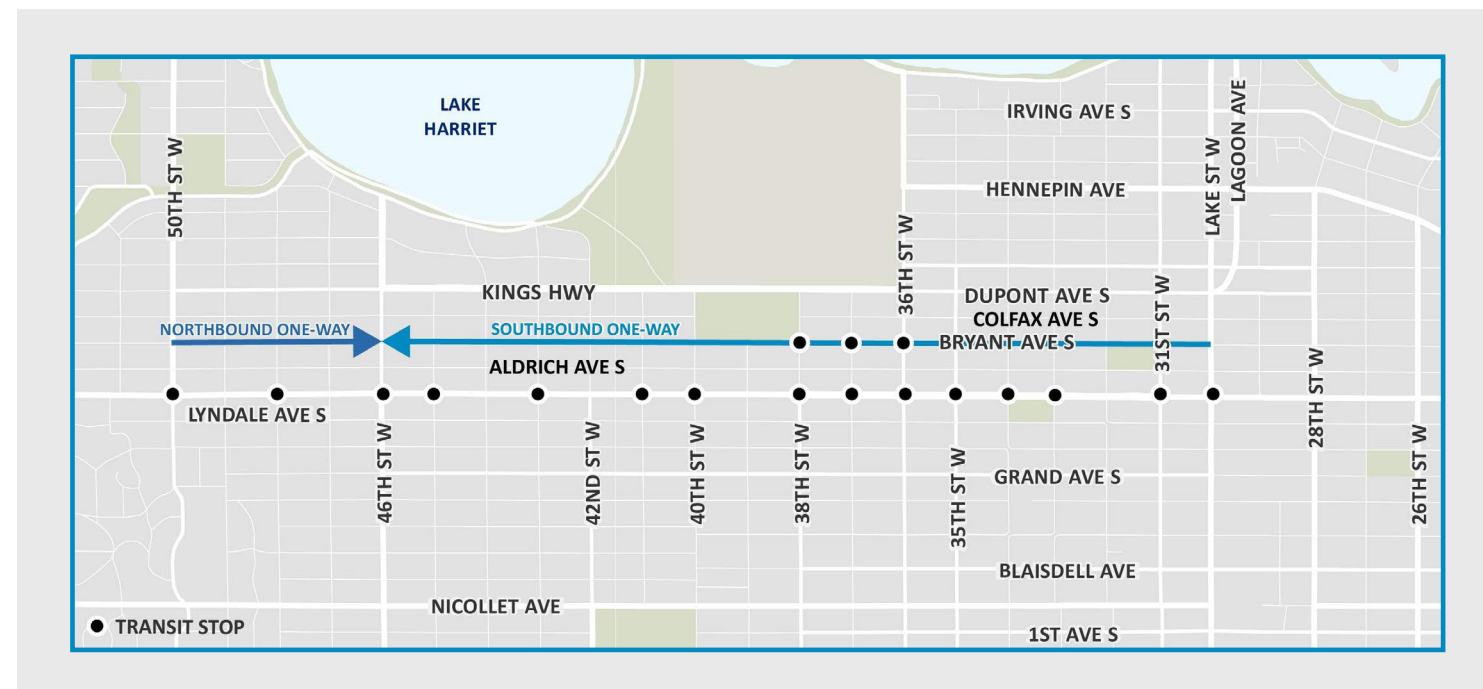 LAKE
HARRIET
IRVING AVE S
50TH ST W
LAKE ST W
LAGOON AVE
HENNEPIN AVE
36TH ST W
KINGS HWY
DUPONT AVE S
COLFAX AVE S
31ST ST W
NORTHBOUND ONE-WAY
SOUTHBOUND ONE-WAY
BRYANT AVE S
ALDRICH AVE S
28TH ST W
LYNDALE AVE S
46TH ST W
42ND ST W
40TH ST W
38TH ST W
35TH ST W
GRAND AVE S
26TH ST W
BLAISDELL AVE
NICOLLET AVE
TRANSIT STOP
1ST AVE S